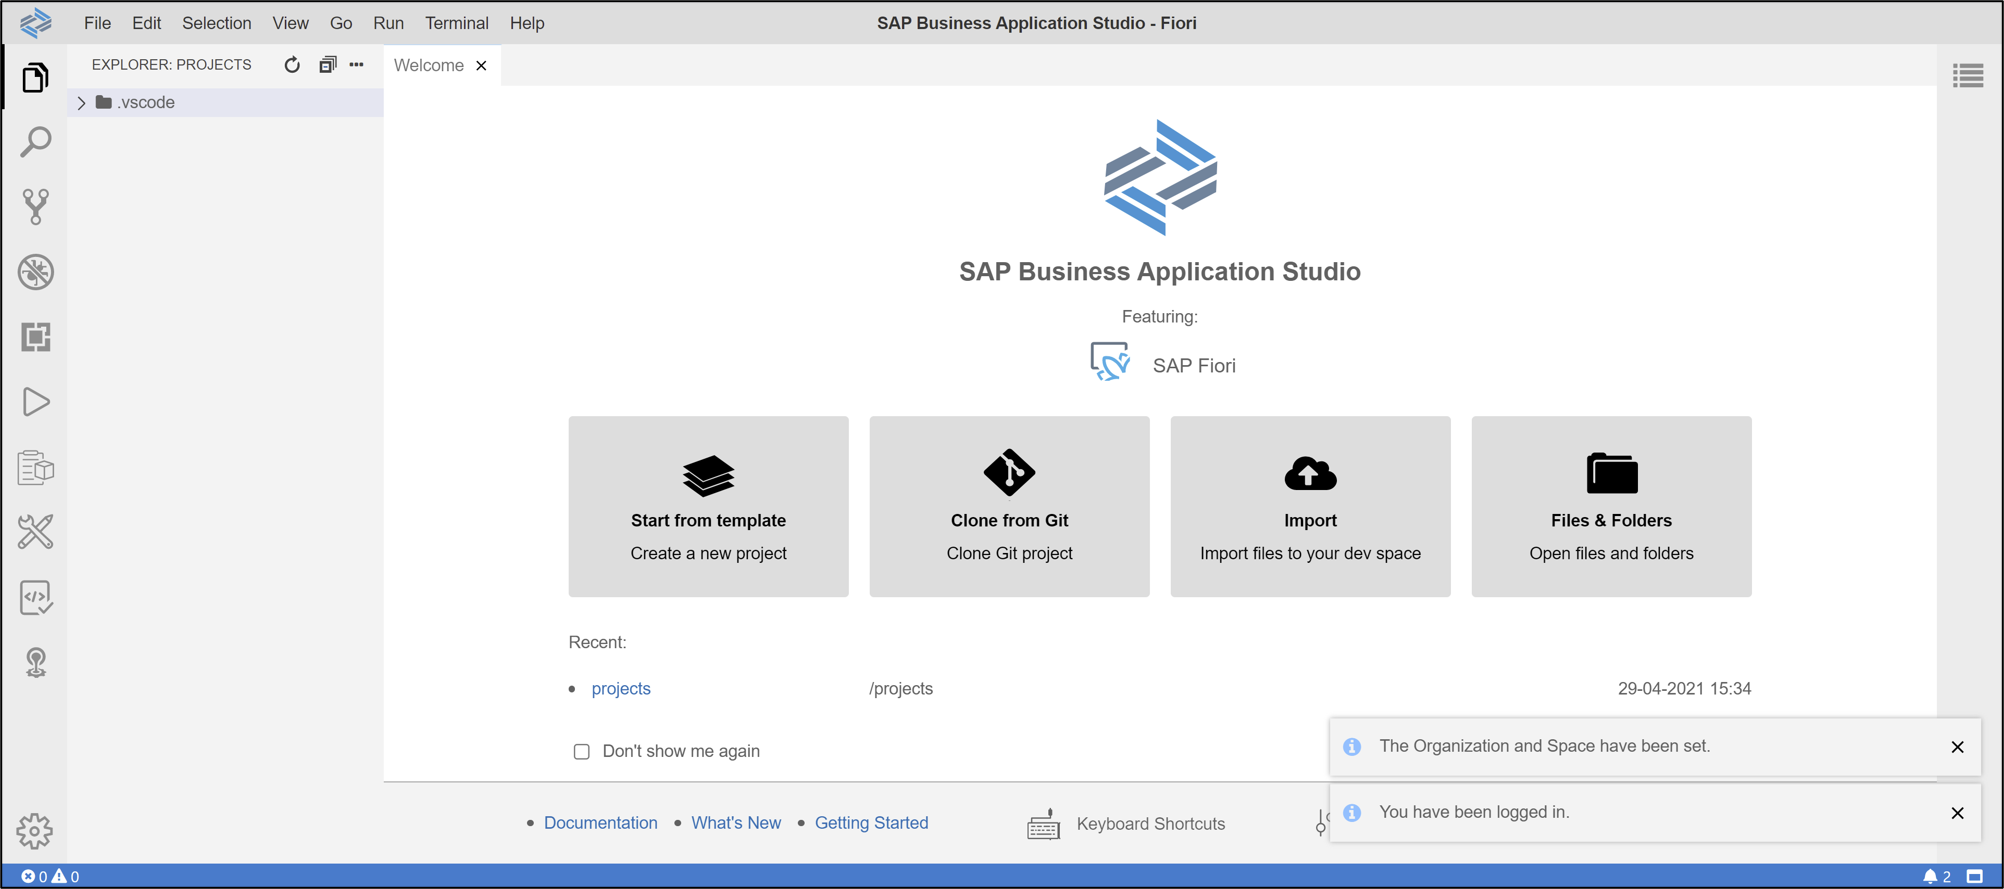 File Edit Selection View Go Run Terminal Help
SAP Business Application Studio - Fiori
EXPLORER: PROJECTS
.vscode
Welcome
SAP Business Application Studio
Featuring:
SAP Fiori
Start from template
Create a new project
Clone from Git
Clone Git project
Import
Import files to your dev space
Files & Folders
Open files and folders
Recent:
projects /projects 29-04-2021 15:34
Don't show me again
The Organization and Space have been set.
You have been logged in.
Documentation What's New Getting Started Keyboard Shortcuts
0 0 2